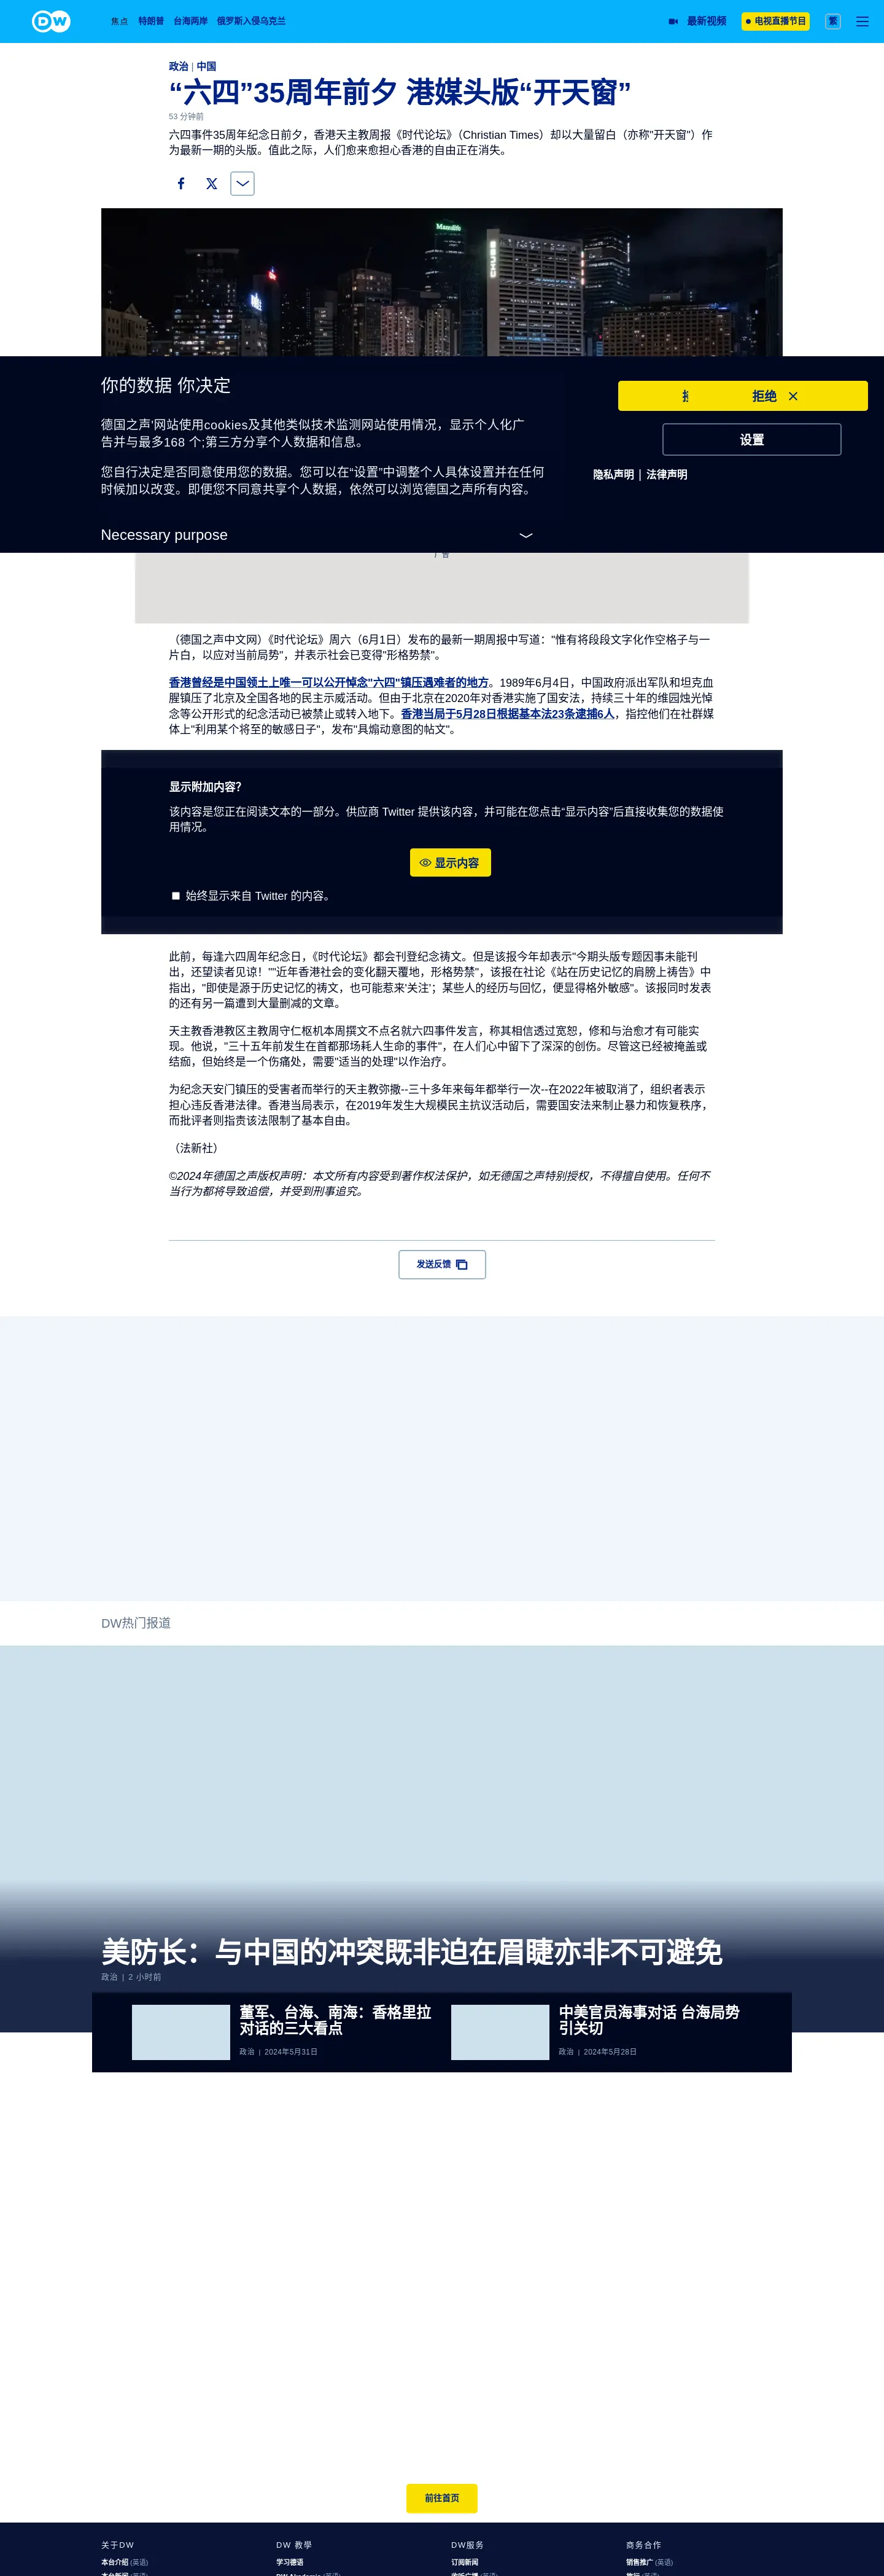 DW 焦点 特朗普 台海两岸 俄罗斯入侵乌克兰 最新视频 电视直播节目 繁
政治 | 中国
“六四”35周年前夕 港媒头版“开天窗”
53 分钟前
六四事件35周年纪念日前夕，香港天主教周报《时代论坛》（Christian Times）却以大量留白（亦称"开天窗"）作
为最新一期的头版。值此之际，人们愈来愈担心香港的自由正在消失。
Manulife
CHUBB
你的数据 你决定
拒绝
德国之声'网站使用cookies及其他类似技术监测网站使用情况，显示个人化广
告并与最多168 个;第三方分享个人数据和信息。
设置
您自行决定是否同意使用您的数据。您可以在“设置”中调整个人具体设置并在任何
时候加以改变。即便您不同意共享个人数据，依然可以浏览德国之声所有内容。
隐私声明 | 法律声明
Necessary purpose
广告
（德国之声中文网）《时代论坛》周六（6月1日）发布的最新一期周报中写道："惟有将段段文字化作空格子与一
片白，以应对当前局势"，并表示社会已变得"形格势禁"。
香港曾经是中国领土上唯一可以公开悼念"六四"镇压遇难者的地方。1989年6月4日，中国政府派出军队和坦克血
腥镇压了北京及全国各地的民主示威活动。但由于北京在2020年对香港实施了国安法，持续三十年的维园烛光悼
念等公开形式的纪念活动已被禁止或转入地下。香港当局于5月28日根据基本法23条逮捕6人，指控他们在社群媒
体上"利用某个将至的敏感日子"，发布"具煽动意图的帖文"。
显示附加内容？
该内容是您正在阅读文本的一部分。供应商 Twitter 提供该内容，并可能在您点击“显示内容”后直接收集您的数据使
用情况。
显示内容
始终显示来自 Twitter 的内容。
此前，每逢六四周年纪念日，《时代论坛》都会刊登纪念祷文。但是该报今年却表示"今期头版专题因事未能刊
出，还望读者见谅！""近年香港社会的变化翻天覆地，形格势禁"，该报在社论《站在历史记忆的肩膀上祷告》中
指出，"即使是源于历史记忆的祷文，也可能惹来'关注'；某些人的经历与回忆，便显得格外敏感"。该报同时发表
的还有另一篇遭到大量删减的文章。
天主教香港教区主教周守仁枢机本周撰文不点名就六四事件发言，称其相信透过宽恕，修和与治愈才有可能实
现。他说，"三十五年前发生在首都那场耗人生命的事件"，在人们心中留下了深深的创伤。尽管这已经被掩盖或
结痂，但始终是一个伤痛处，需要"适当的处理"以作治疗。
为纪念天安门镇压的受害者而举行的天主教弥撒--三十多年来每年都举行一次--在2022年被取消了，组织者表示
担心违反香港法律。香港当局表示，在2019年发生大规模民主抗议活动后，需要国安法来制止暴力和恢复秩序，
而批评者则指责该法限制了基本自由。
（法新社）
©2024年德国之声版权声明：本文所有内容受到著作权法保护，如无德国之声特别授权，不得擅自使用。任何不
当行为都将导致追偿，并受到刑事追究。
发送反馈
DW热门报道
美防长：与中国的冲突既非迫在眉睫亦非不可避免
政治 | 2 小时前
董军、台海、南海：香格里拉
对话的三大看点
政治 | 2024年5月31日
中美官员海事对话 台海局势
引关切
政治 | 2024年5月28日
前往首页
关于DW DW 教學 DW服务 商务合作
本台介绍 (英语) 学习德语 订阅新闻 销售推广 (英语)